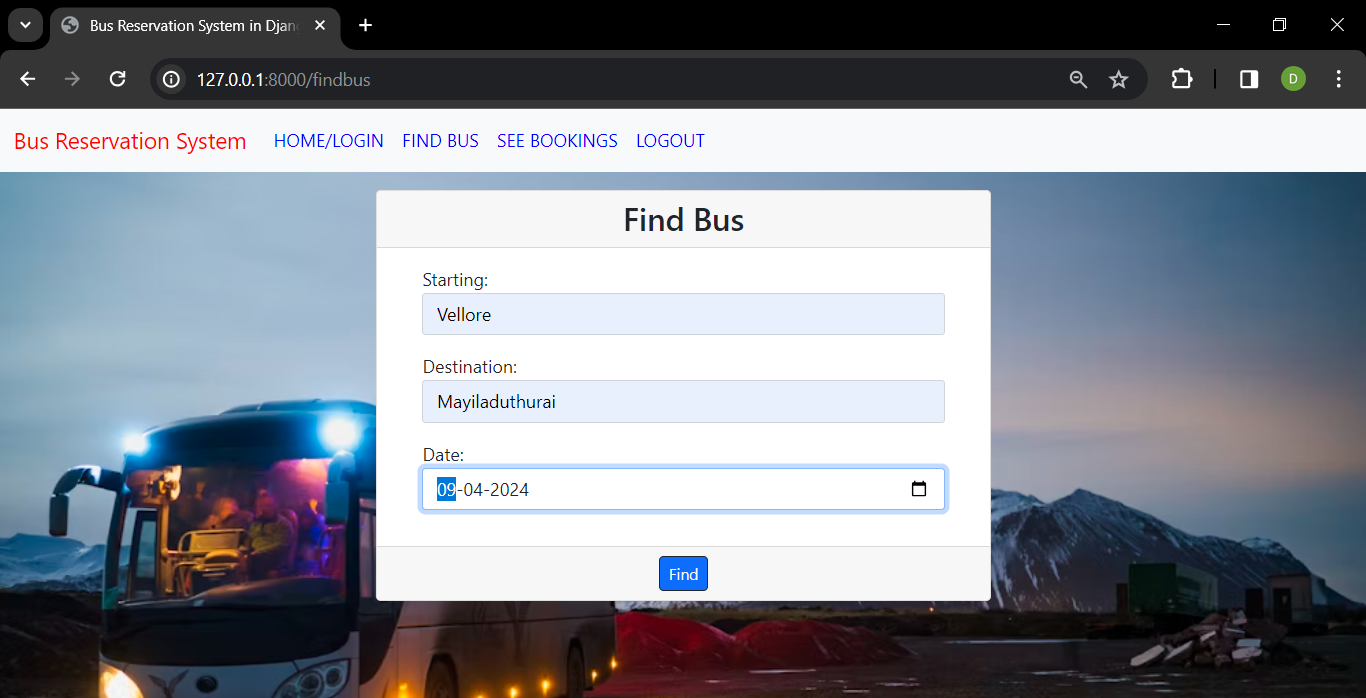 Bus Reservation System in Djan
127.0.0.1:8000/findbus
D
Bus Reservation System HOME/LOGIN FIND BUS SEE BOOKINGS LOGOUT
Find Bus
Starting:
Vellore
Destination:
Mayiladuthurai
Date:
09-04-2024
Find